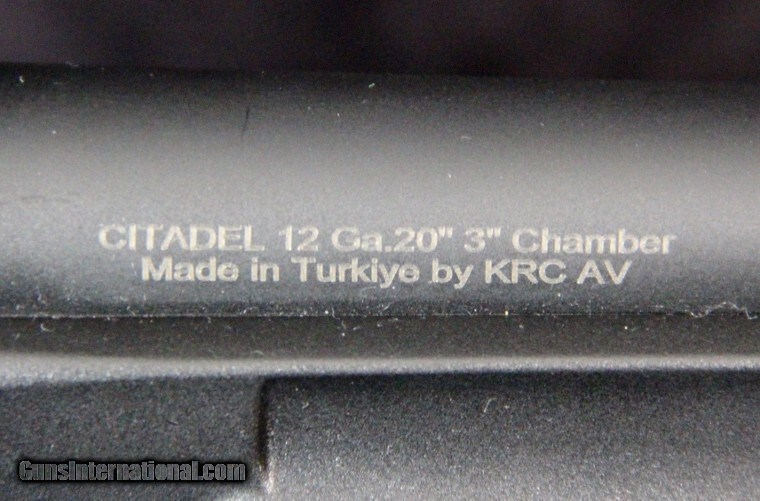 CITADEL 12 Ga.20" 3" Chamber
Made in Turkiye by KRC AV
GunsInternational.com